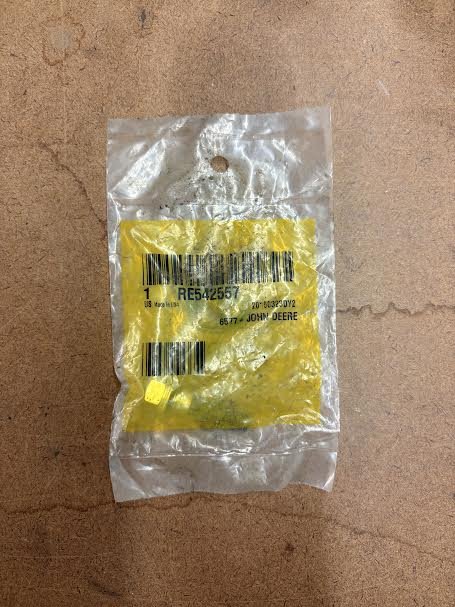 1 RE542557
US Made in USA
6577 - JOHN DEERE